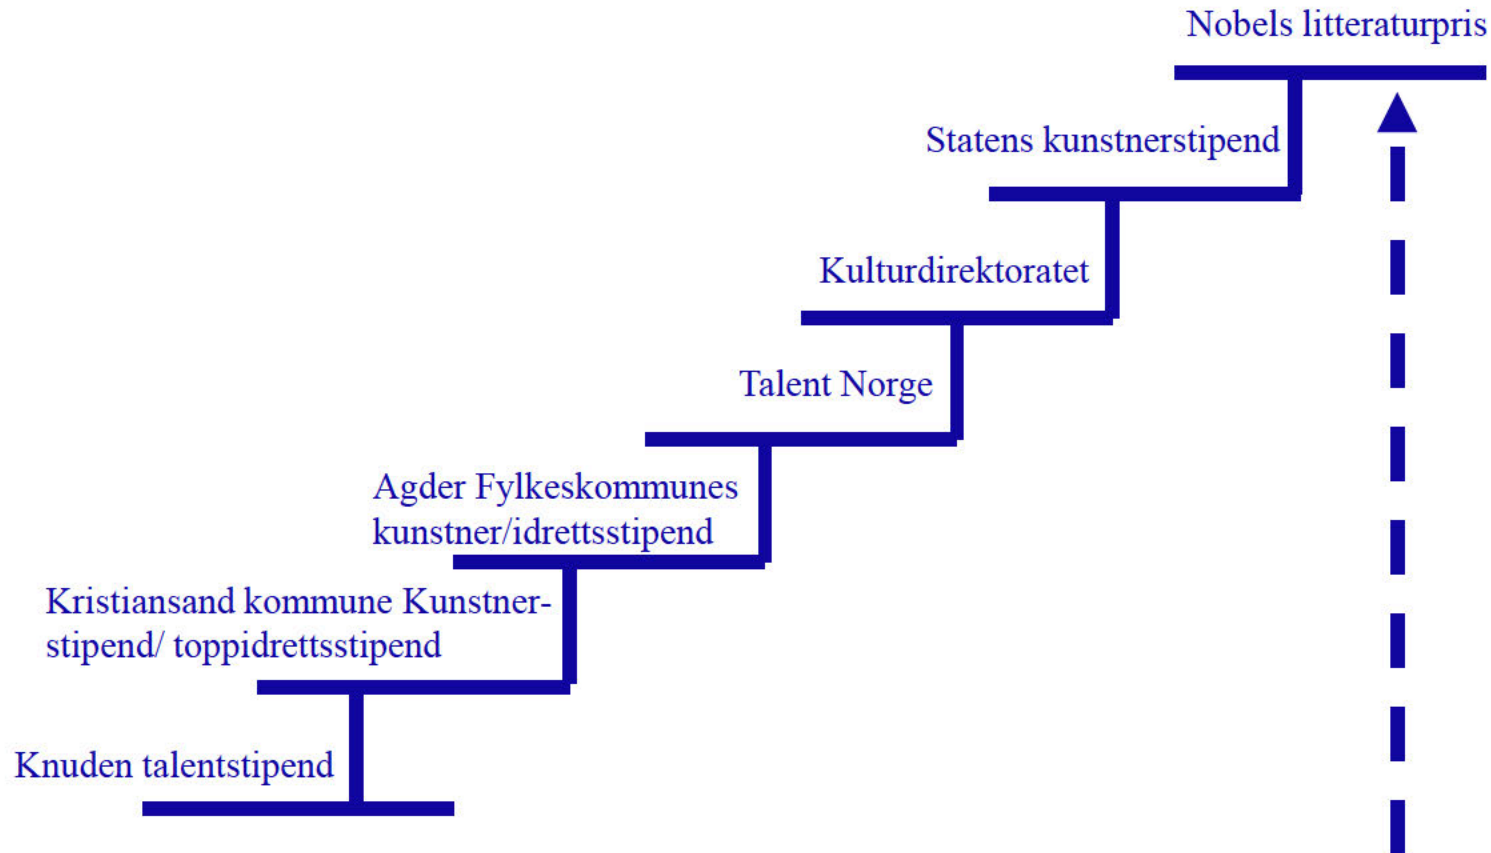 Nobels litteraturpris
Statens kunstnerstipend
Kulturdirektoratet
Talent Norge
Agder Fylkeskommunes
kunstner/idrettsstipend
Kristiansand kommune Kunstner-
stipend/ toppidrettsstipend
Knuden talentstipend